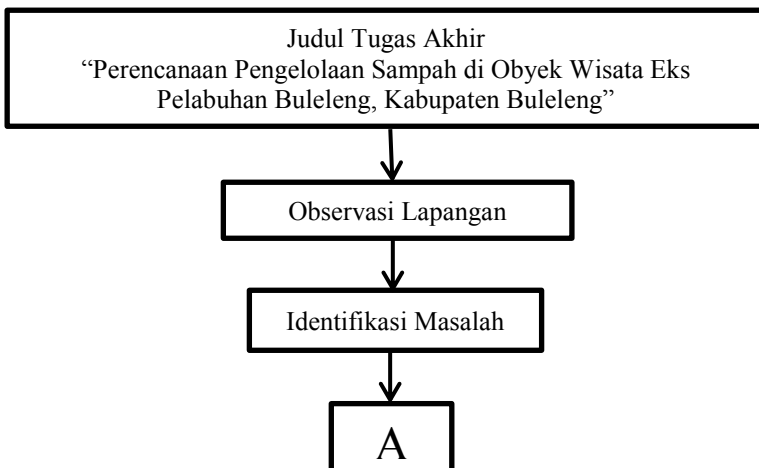 Judul Tugas Akhir
“Perencanaan Pengelolaan Sampah di Obyek Wisata Eks
Pelabuhan Buleleng, Kabupaten Buleleng”
Observasi Lapangan
Identifikasi Masalah
A